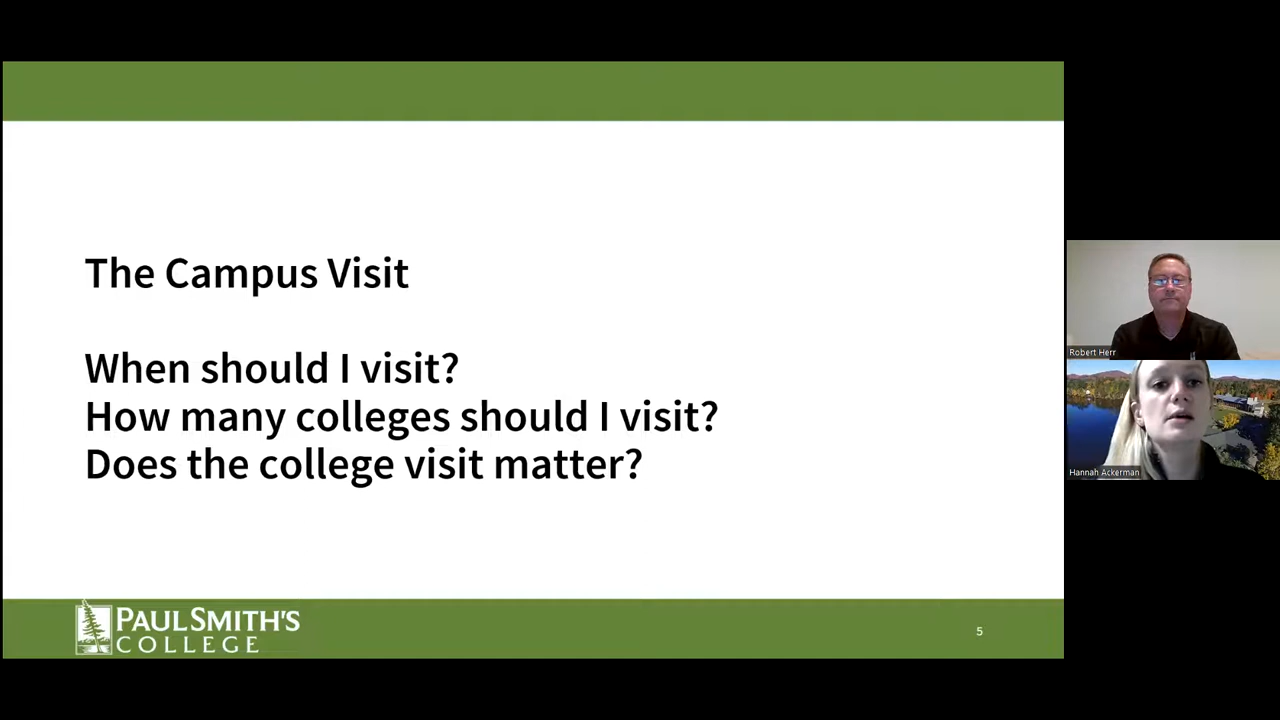 The Campus Visit
When should I visit?
How many colleges should I visit?
Does the college visit matter?
PAUL SMITH'S
COLLEGE
5
Robert Herr
Hannah Ackerman